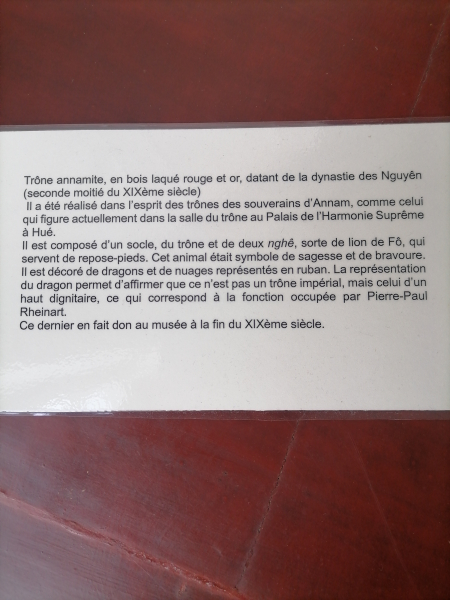 Trône annamite, en bois laqué rouge et or, datant de la dynastie des Nguyên
(seconde moitié du XIXème siècle)
Il a été réalisé dans l'esprit des trônes des souverains d'Annam, comme celui
qui figure actuellement dans la salle du trône au Palais de l'Harmonie Suprême
à Hué.
Il est composé d'un socle, du trône et de deux nghê, sorte de lion de Fô, qui
servent de repose-pieds. Cet animal était symbole de sagesse et de bravoure.
Il est décoré de dragons et de nuages représentés en ruban. La représentation
du dragon permet d'affirmer que ce n'est pas un trône impérial, mais celui d'un
haut dignitaire, ce qui correspond à la fonction occupée par Pierre-Paul
Rheinart.
Ce dernier en fait don au musée à la fin du XIXème siècle.